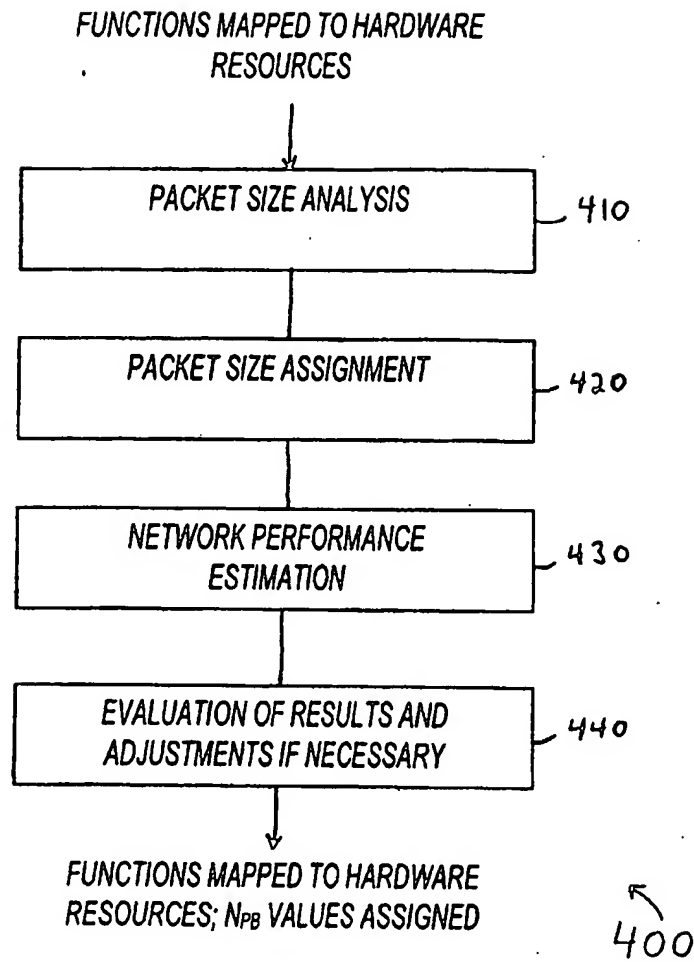 FUNCTIONS MAPPED TO HARDWARE
RESOURCES
PACKET SIZE ANALYSIS
410
PACKET SIZE ASSIGNMENT
420
NETWORK PERFORMANCE
ESTIMATION
430
EVALUATION OF RESULTS AND
ADJUSTMENTS IF NECESSARY
440
FUNCTIONS MAPPED TO HARDWARE
RESOURCES; NPB VALUES ASSIGNED
400